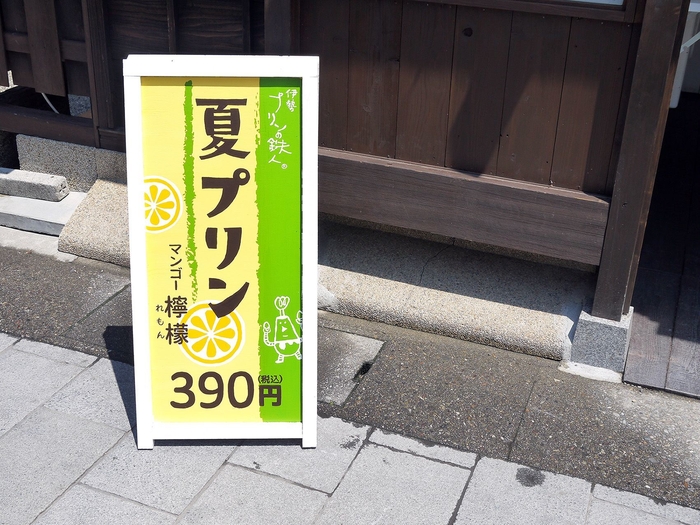 伊勢
プリンの鉄人。
夏プリン
マンゴー檸檬
れもん
390円
(税込)